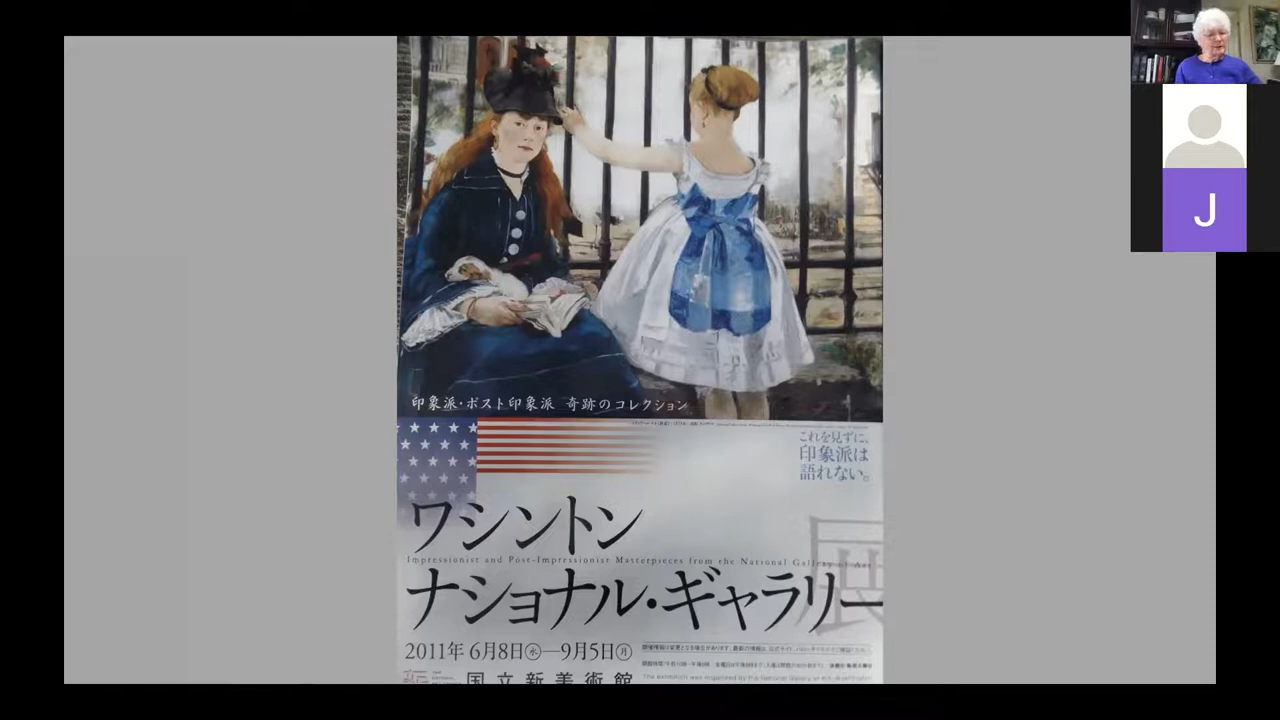 J
印象派・ポスト印象派 奇跡のコレクション
これを見ずに、
印象派は
語れない。
ワシントン
Impressionist and Post-Impressionist Masterpieces from the National Gallery of Art
ナショナル・ギャラリー
展
2011年 6月8日(水)—9月5日(月)
国立新美術館